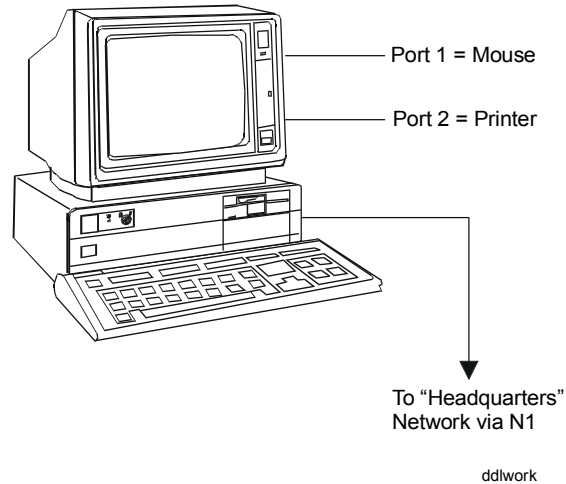 Port 1 = Mouse
Port 2 = Printer
To “Headquarters”
Network via N1
ddlwork